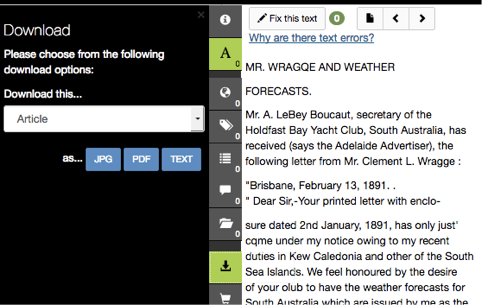 Download
Please choose from the following
download options:
Download this...
Article
as... JPG PDF TEXT
A
0
0
0
0
0
0
Fix this text 0
Why are there text errors?
MR. WRAGQE AND WEATHER
FORECASTS.
Mr. A. LeBey Boucaut, secretary of the
Holdfast Bay Yacht Club, South Australia, has
received (says the Adelaide Advertiser), the
following letter from Mr. Clement L. Wragge :
"Brisbane, February 13, 1891. .
" Dear Sir,-Your printed letter with enclo-
sure dated 2nd January, 1891, has only just'
cqme under my notice owing to my recent
duties in Kew Caledonia and other of the South
Sea Islands. We feel honoured by the desire
of your olub to have the weather forecasts for
South Australia which are issued by me as the